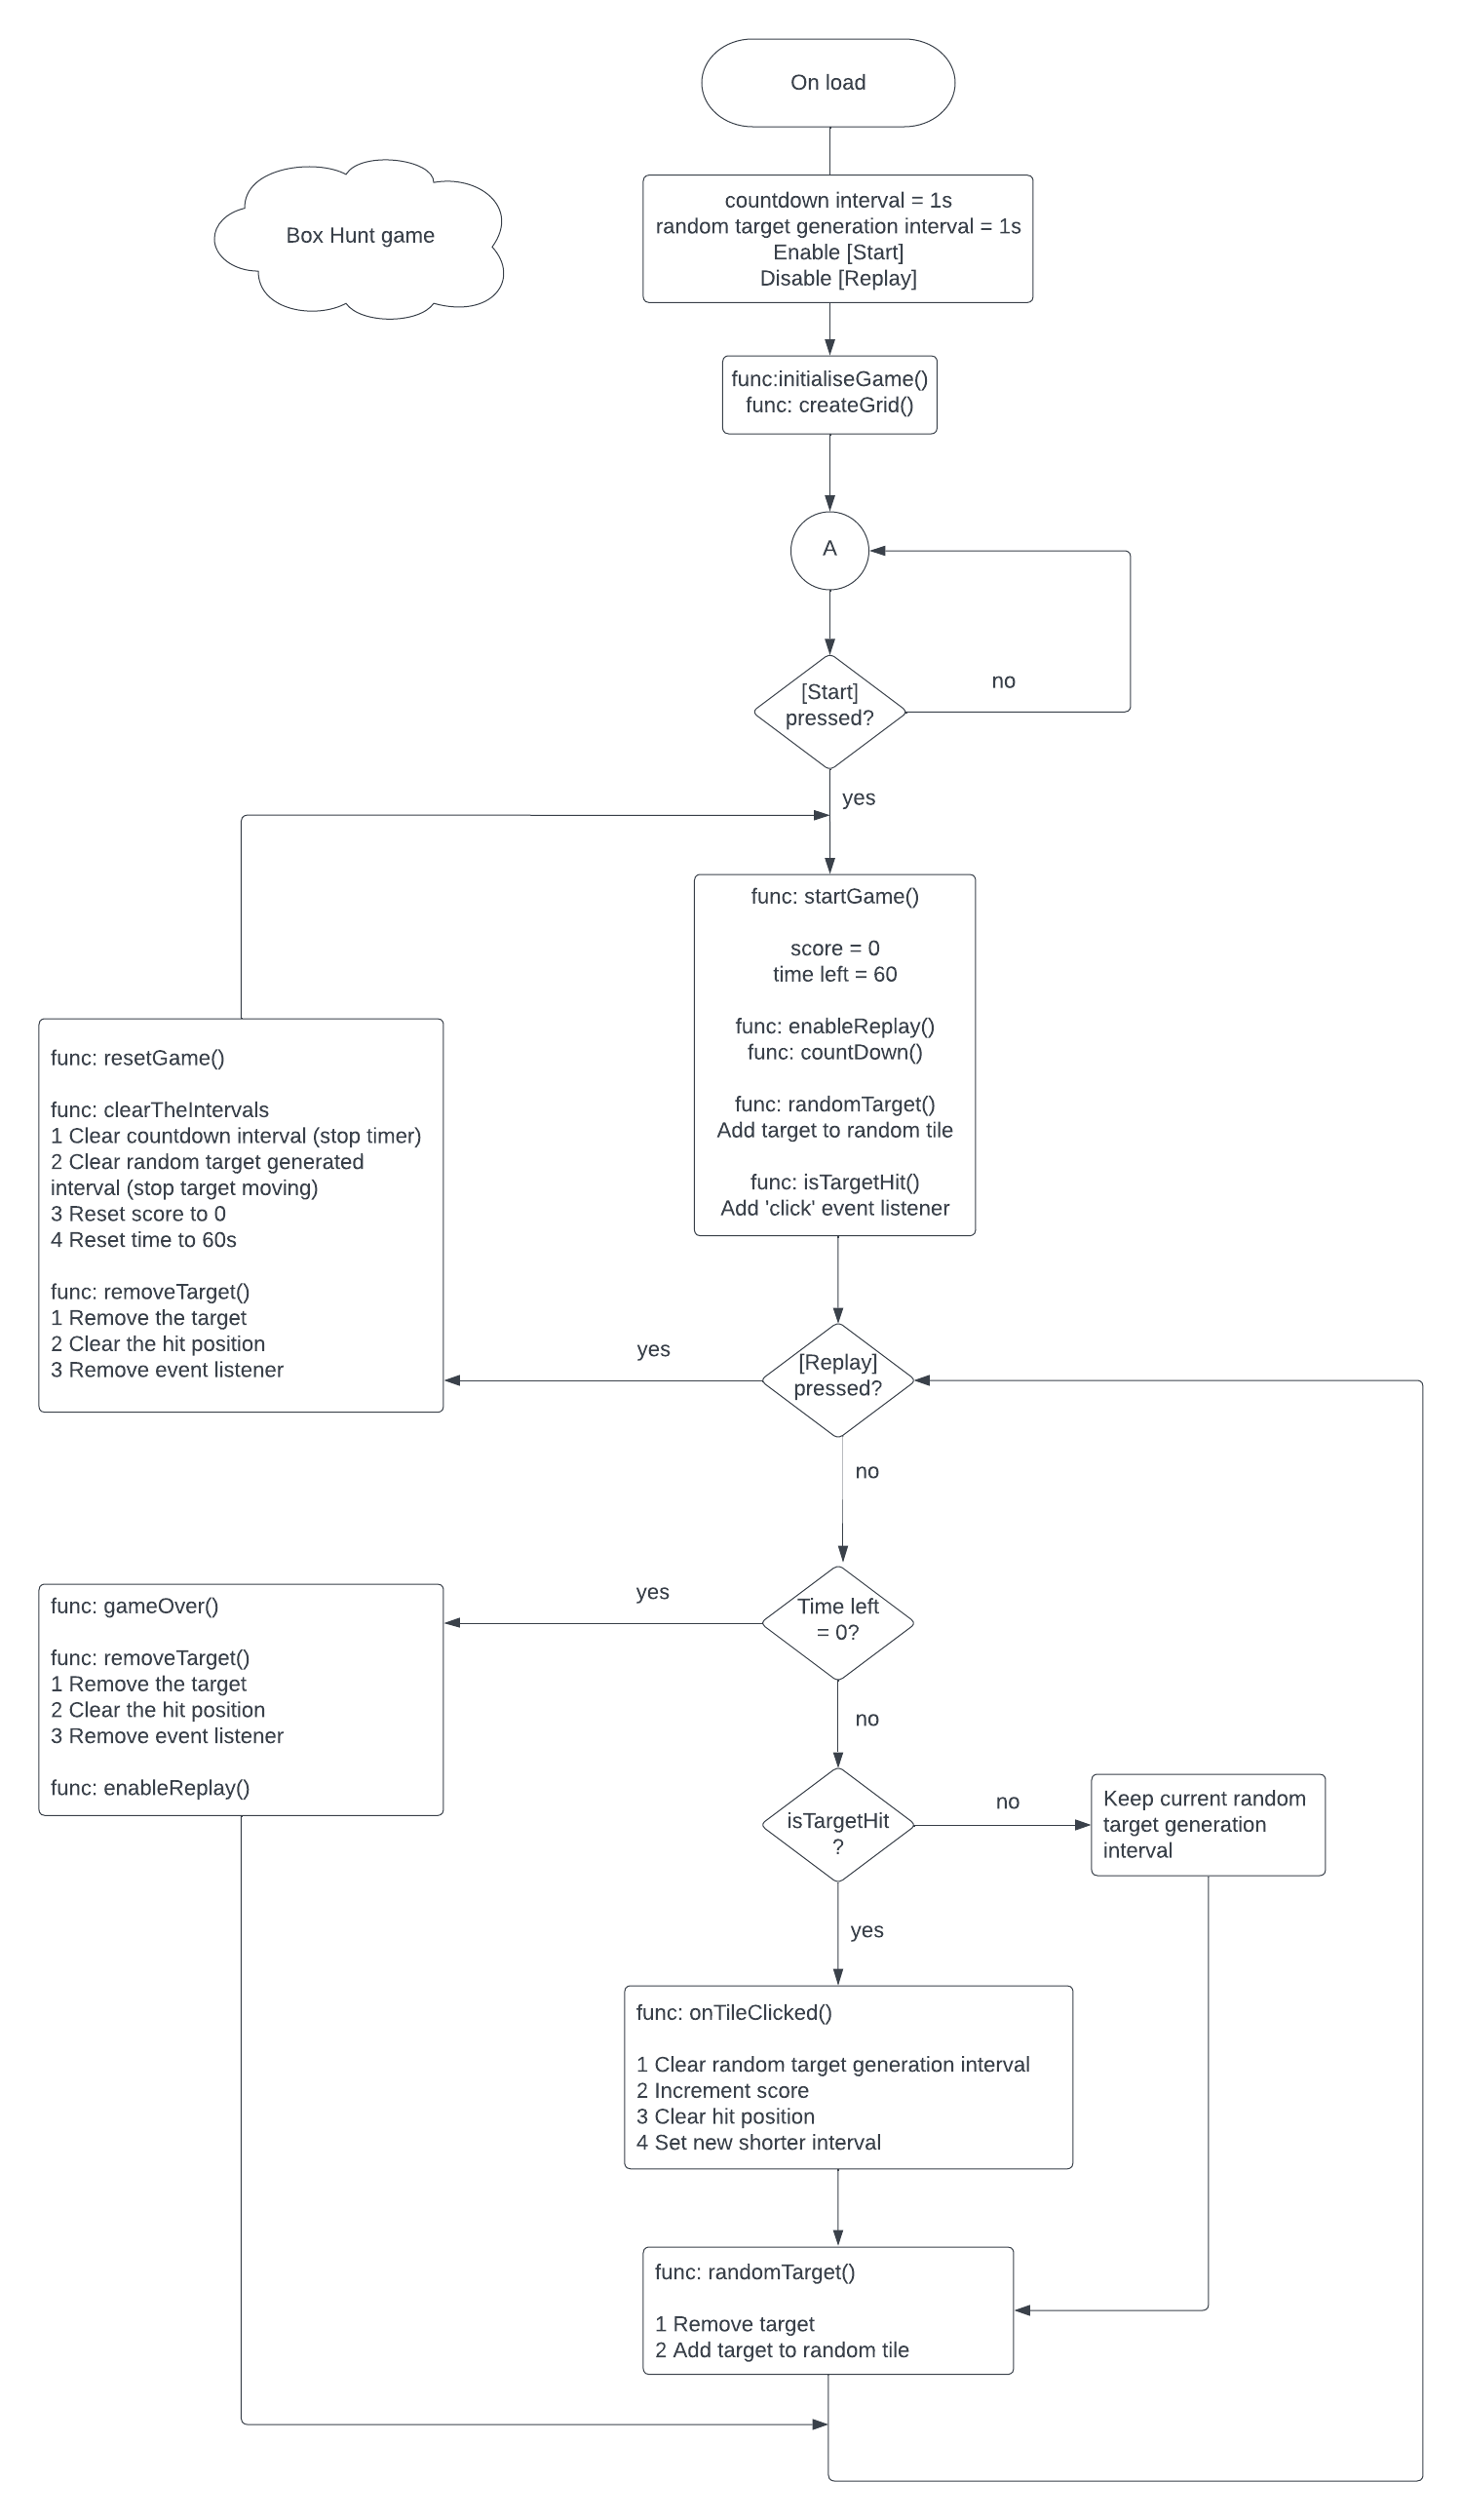 On load
Box Hunt game
countdown interval = 1s
random target generation interval = 1s
Enable [Start]
Disable [Replay]
func:initialiseGame()
func: createGrid()
A
[Start]
pressed?
no
yes
func: startGame()
score = 0
time left = 60
func: enableReplay()
func: countDown()
func: randomTarget()
Add target to random tile
func: isTargetHit()
Add 'click' event listener
func: resetGame()
func: clearTheIntervals
1 Clear countdown interval (stop timer)
2 Clear random target generated
interval (stop target moving)
3 Reset score to 0
4 Reset time to 60s
func: removeTarget()
1 Remove the target
2 Clear the hit position
3 Remove event listener
yes
[Replay]
pressed?
no
func: gameOver()
func: removeTarget()
1 Remove the target
2 Clear the hit position
3 Remove event listener
func: enableReplay()
yes
Time left
= 0?
no
isTargetHit
?
no
Keep current random
target generation
interval
yes
func: onTileClicked()
1 Clear random target generation interval
2 Increment score
3 Clear hit position
4 Set new shorter interval
func: randomTarget()
1 Remove target
2 Add target to random tile